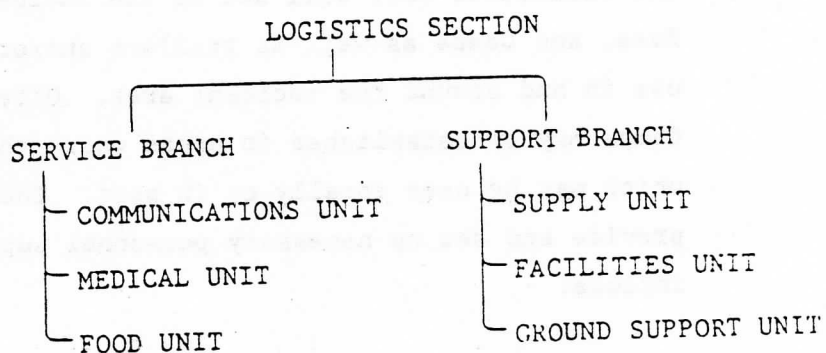 LOGISTICS SECTION
SERVICE BRANCH
COMMUNICATIONS UNIT
MEDICAL UNIT
FOOD UNIT
SUPPORT BRANCH
SUPPLY UNIT
FACILITIES UNIT
GROUND SUPPORT UNIT